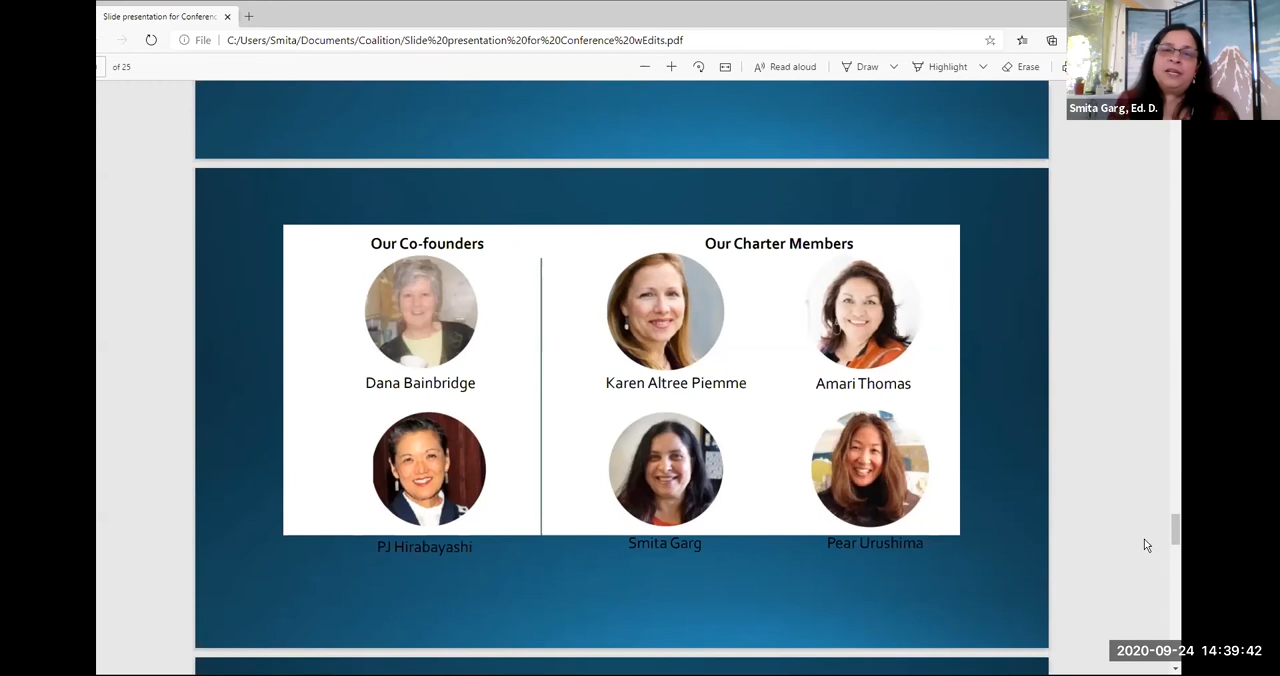 Slide presentation for Conferenc
File
C:/Users/Smita/Documents/Coalition/Slide%20presentation%20for%20Conference%20wEdits.pdf
of 25
Read aloud
Draw
Highlight
Erase
Smita Garg, Ed. D.
Our Co-founders
Our Charter Members
Dana Bainbridge
Karen Altree Piemme
Amari Thomas
PJ Hirabayashi
Smita Garg
Pear Urushima
2020-09-24 14:39:42